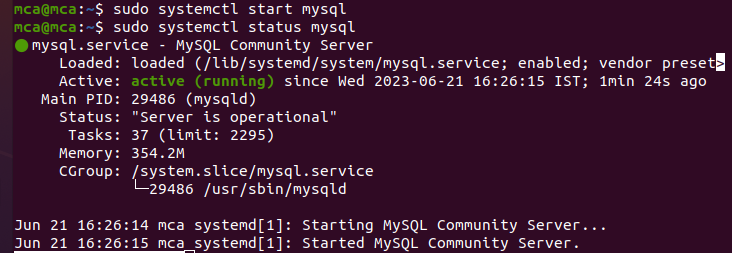 mca@mca:~$ sudo systemctl start mysql
mca@mca:~$ sudo systemctl status mysql
● mysql.service - MySQL Community Server
     Loaded: loaded (/lib/systemd/system/mysql.service; enabled; vendor preset>
     Active: active (running) since Wed 2023-06-21 16:26:15 IST; 1min 24s ago
   Main PID: 29486 (mysqld)
     Status: "Server is operational"
      Tasks: 37 (limit: 2295)
     Memory: 354.2M
     CGroup: /system.slice/mysql.service
             └─29486 /usr/sbin/mysqld
Jun 21 16:26:14 mca systemd[1]: Starting MySQL Community Server...
Jun 21 16:26:15 mca systemd[1]: Started MySQL Community Server.